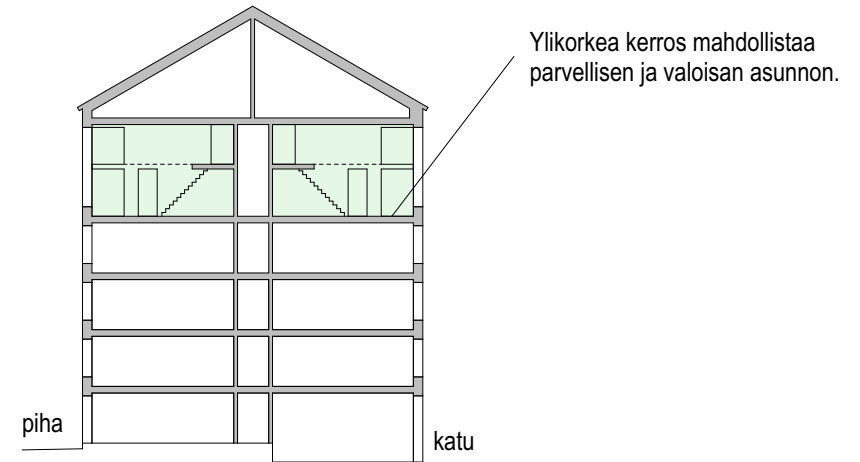 Ylikorkea kerros mahdollistaa
parvellisen ja valoisan asunnon.
piha
katu